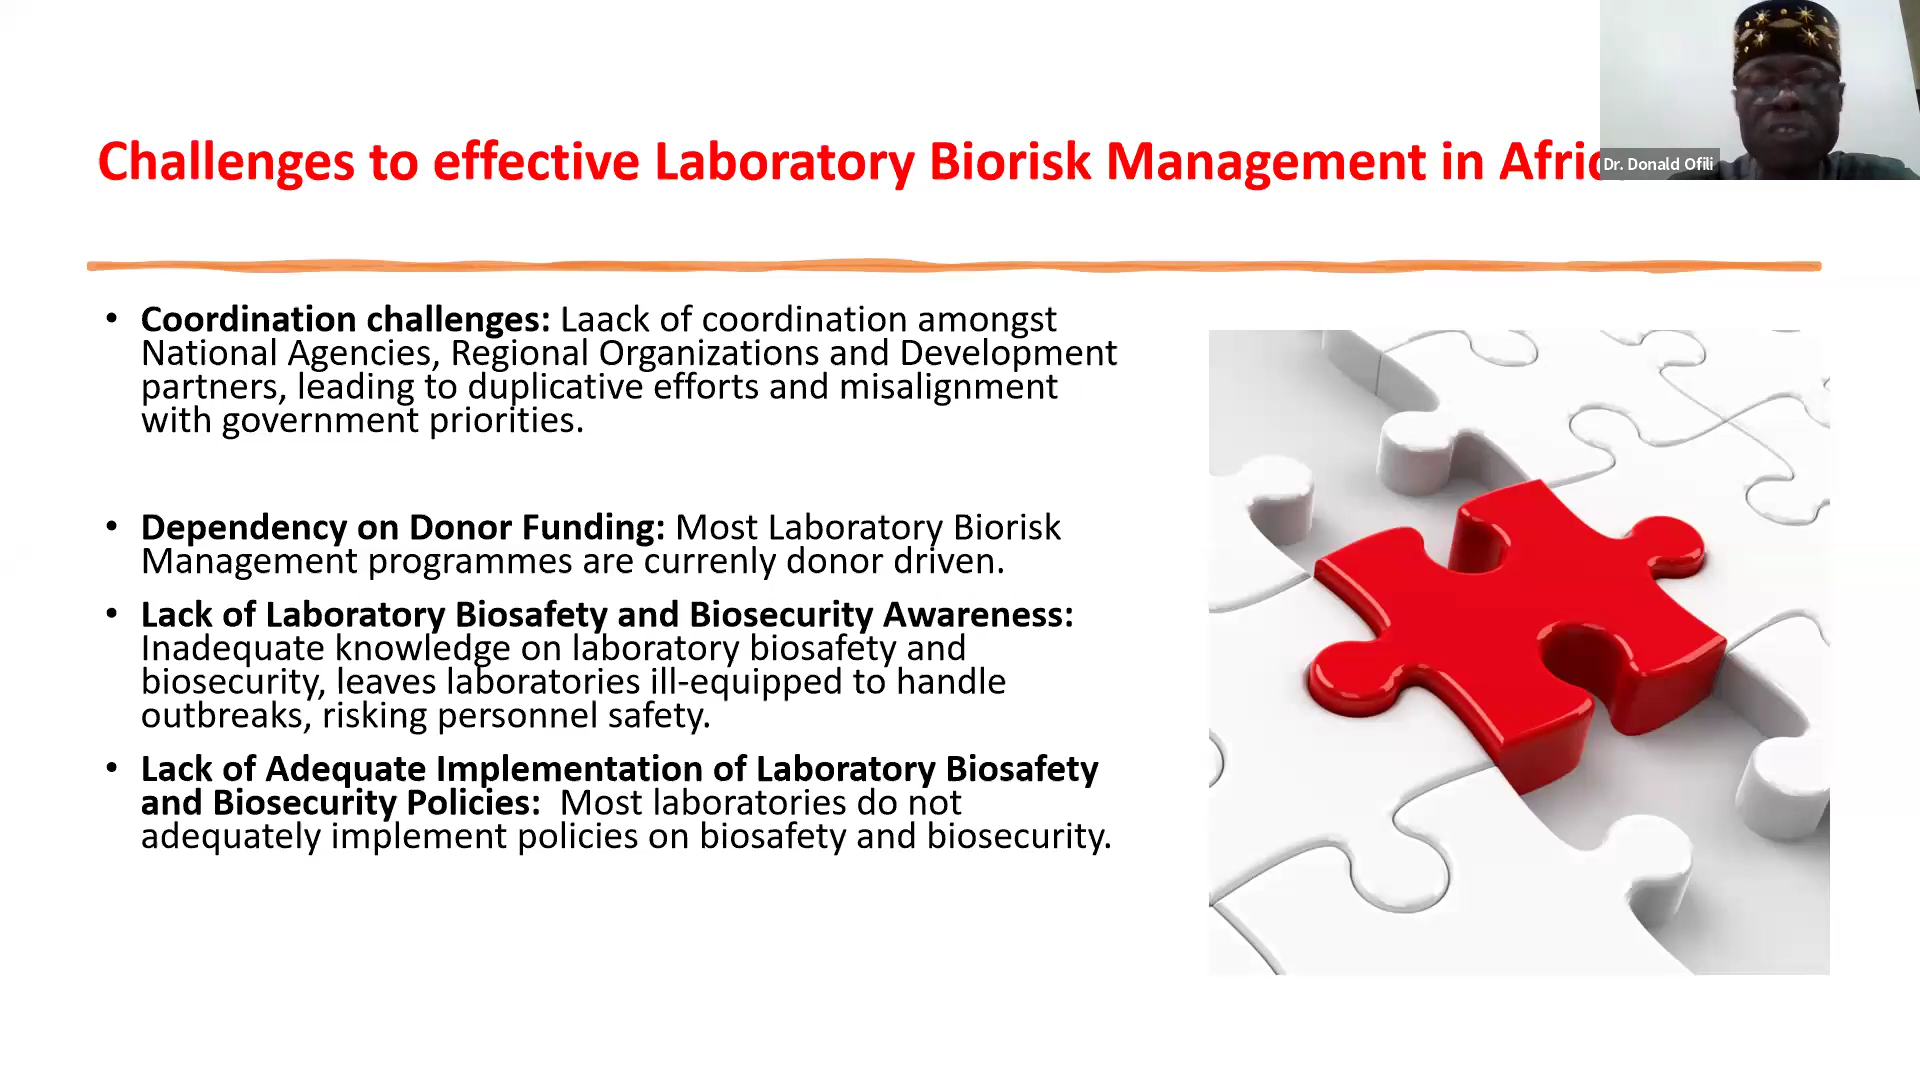 Challenges to effective Laboratory Biorisk Management in Afric
Dr. Donald Ofili
• Coordination challenges: Laack of coordination amongst
National Agencies, Regional Organizations and Development
partners, leading to duplicative efforts and misalignment
with government priorities.
• Dependency on Donor Funding: Most Laboratory Biorisk
Management programmes are currenly donor driven.
• Lack of Laboratory Biosafety and Biosecurity Awareness:
Inadequate knowledge on laboratory biosafety and
biosecurity, leaves laboratories ill-equipped to handle
outbreaks, risking personnel safety.
• Lack of Adequate Implementation of Laboratory Biosafety
and Biosecurity Policies:  Most laboratories do not
adequately implement policies on biosafety and biosecurity.